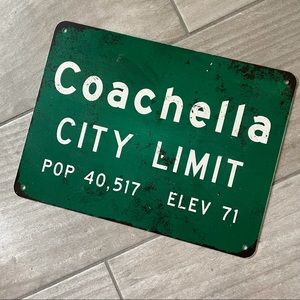 Coachella
CITY LIMIT
POP 40,517 ELEV 71